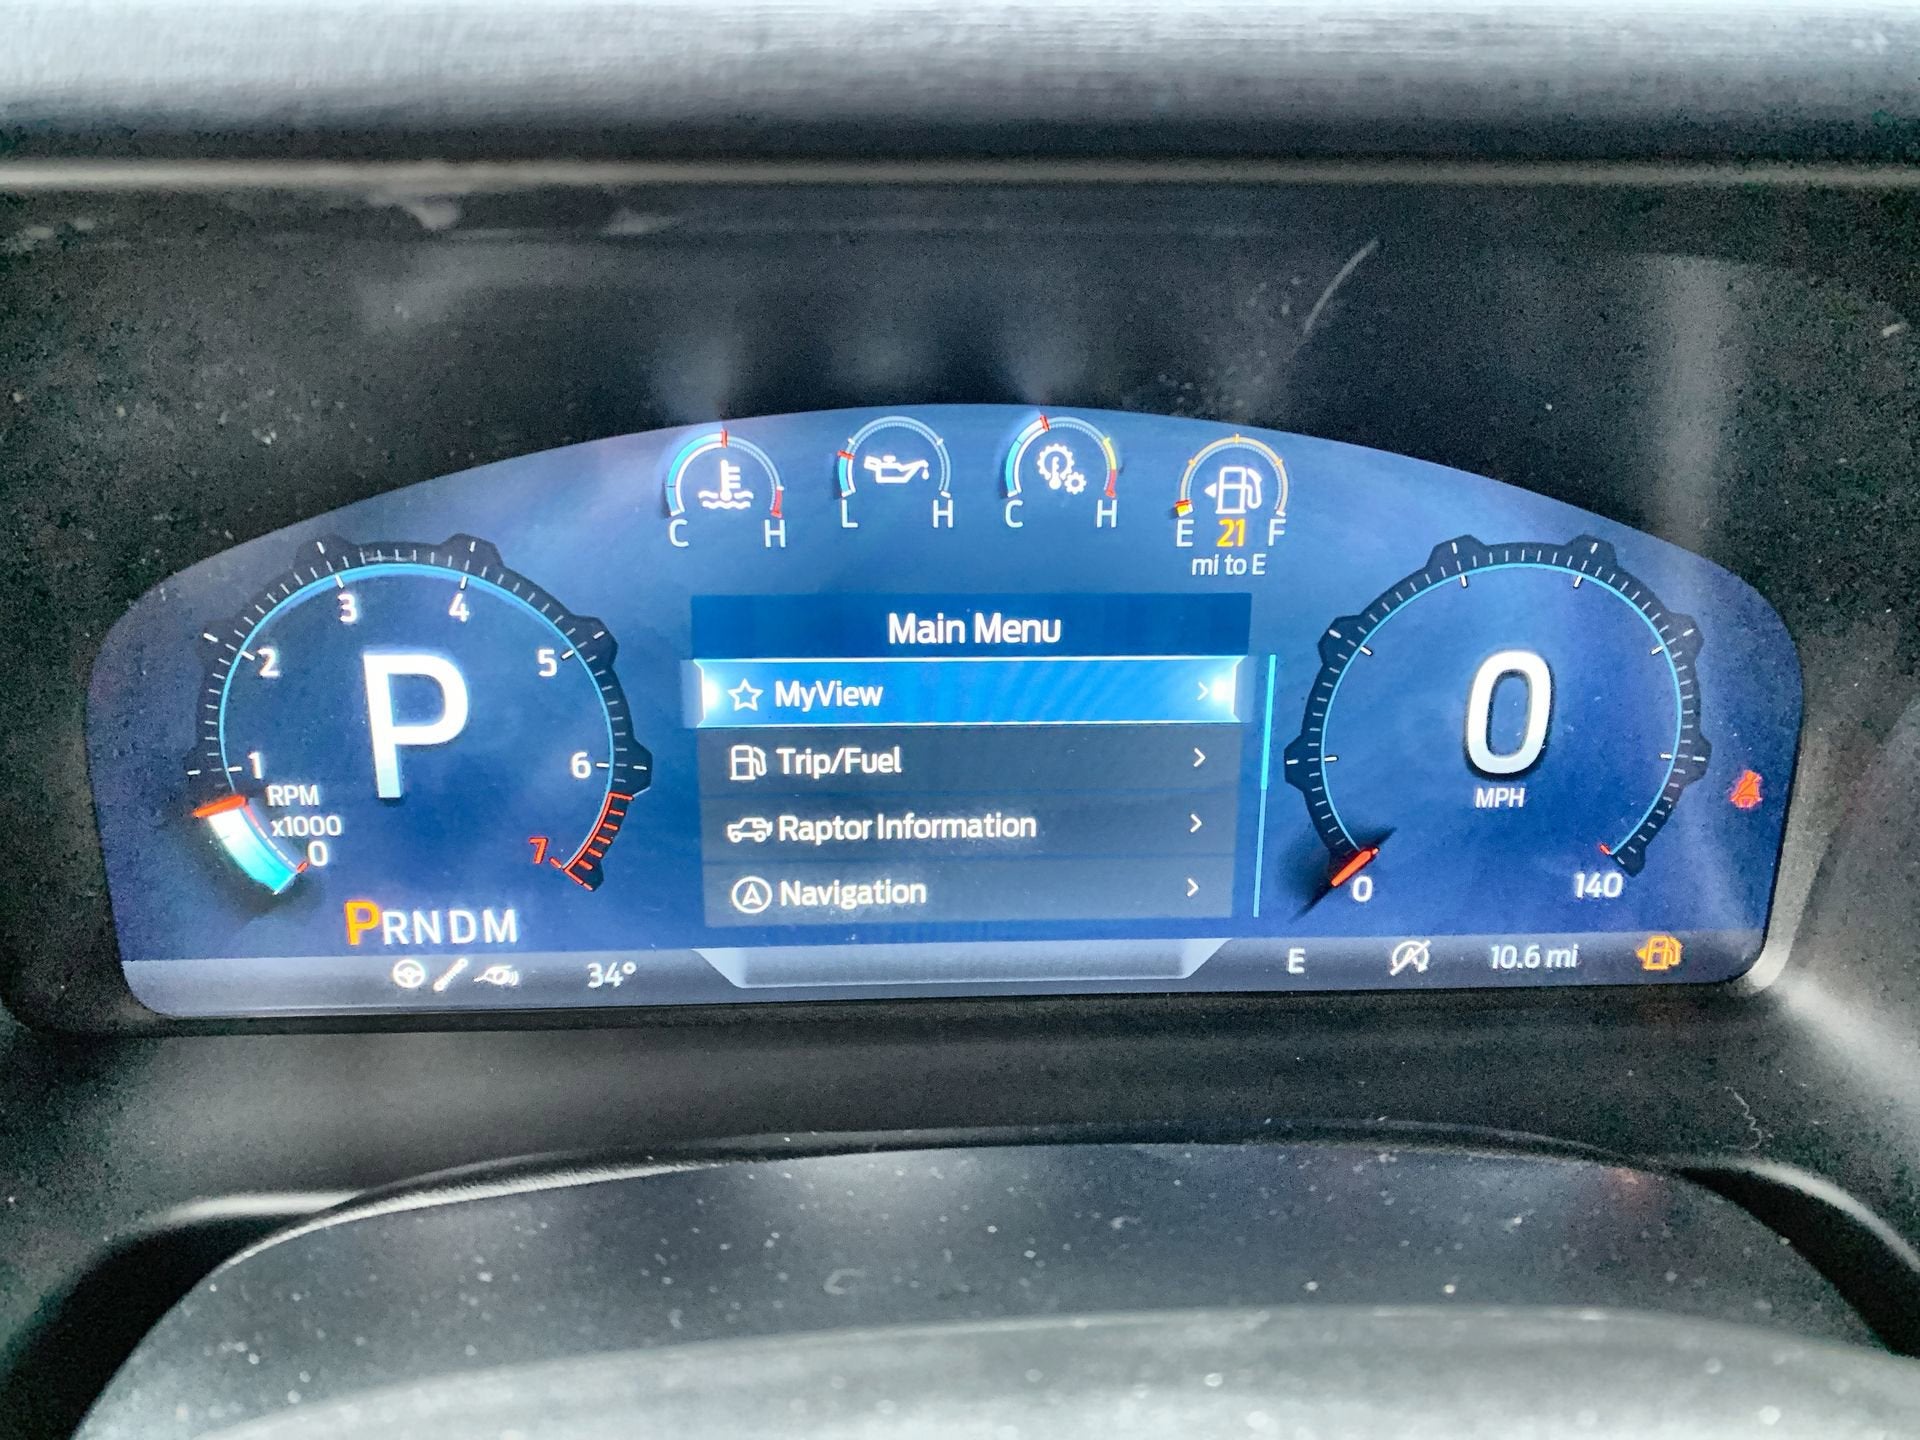 C H
L H
C H
E 21 F
mi to E
1 2 3 4 5 6 7
P
RPM
x1000
0
PRNDM
34°
Main Menu
MyView
Trip/Fuel
Raptor Information
Navigation
0
MPH
0 140
E 10.6 mi